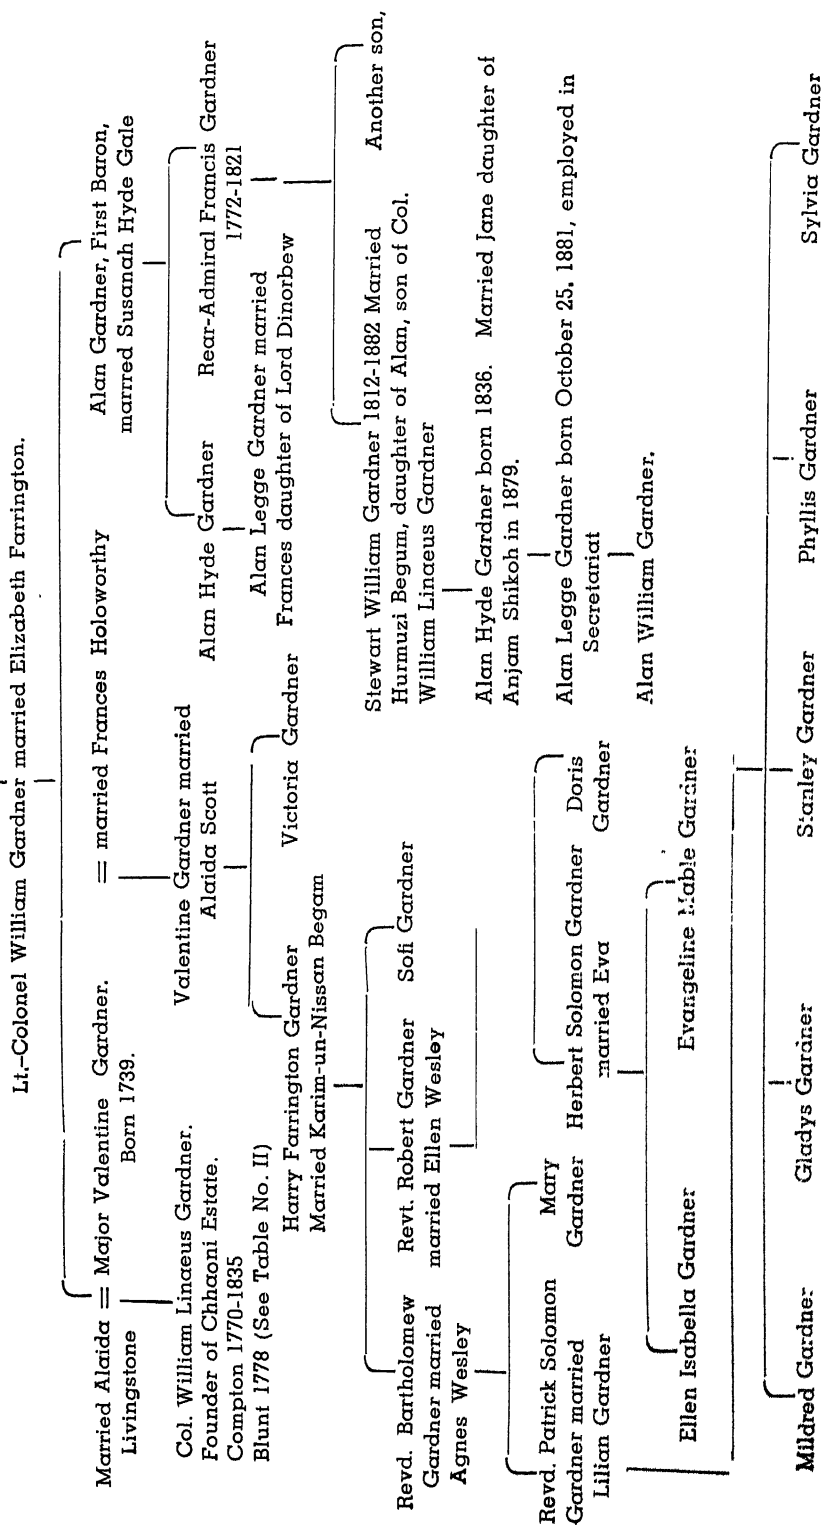 Lt.-Colonel William Gardner married Elizabeth Farrington.
Married Alaida = Major Valentine Gardner.
Livingstone
Born 1739.
= married Frances Holoworthy
Alan Gardner, First Baron,
marrred Susanah Hyde Gale
Col. William Linaeus Gardner.
Founder of Chhaoni Estate.
Compton 1770-1835
Blunt 1778 (See Table No. II)
Valentine Gardner married
Alaida Scott
Alan Hyde Gardner
Rear-Admiral Francis Gardner
1772-1821
Alan Legge Gardner married
Frances daughter of Lord Dinorbew
Harry Farrington Gardner
Married Karim-un-Nissan Begam
Victoria Gardner
Stewart William Gardner 1812-1882 Married
Hurmuzi Begum, daughter of Alan, son of Col.
William Linaeus Gardner
Another son,
Revd. Bartholomew
Gardner married
Agnes Wesley
Revt. Robert Gardner
married Ellen Wesley
Sofi Gardner
Alan Hyde Gardner born 1836. Married Jane daughter of
Anjam Shikoh in 1879.
Revd. Patrick Solomon
Gardner married
Lilian Gardner
Mary
Gardner
Herbert Solomon Gardner
married Eva
Doris
Gardner
Alan Legge Gardner born October 25, 1881, employed in
Secretariat
Alan William Gardner.
Ellen Isabella Gardner
Evangeline Mable Gardner
Mildred Gardner
Gladys Gardner
Stanley Gardner
Phyllis Gardner
Sylvia Gardner